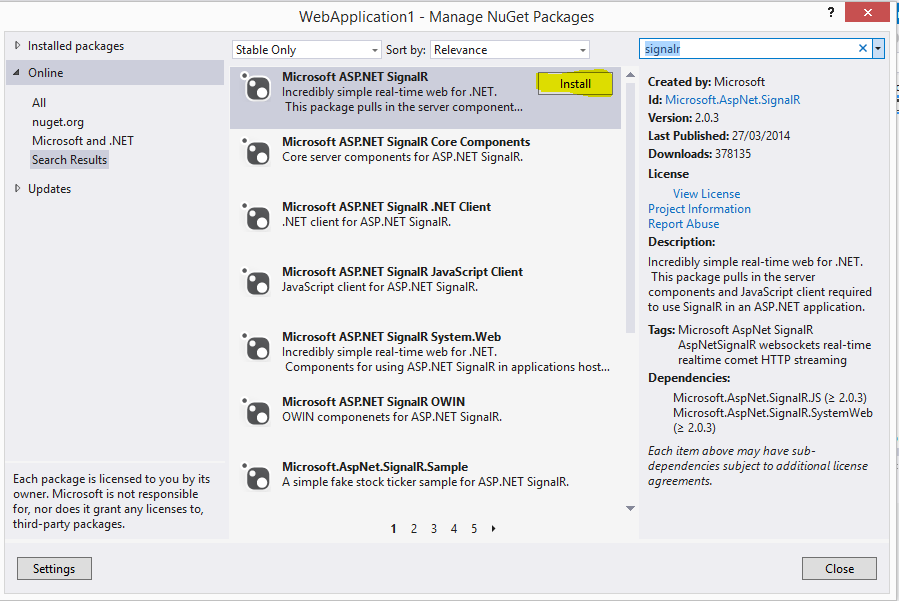 WebApplication1 - Manage NuGet Packages
?
Installed packages
Online
All
nuget.org
Microsoft and .NET
Search Results
Updates
Each package is licensed to you by its
owner. Microsoft is not responsible
for, nor does it grant any licenses to,
third-party packages.
Settings
Stable Only
Sort by:
Relevance
Microsoft ASP.NET SignalR
Incredibly simple real-time web for .NET.
This package pulls in the server component...
Install
Microsoft ASP.NET SignalR Core Components
Core server components for ASP.NET SignalR.
Microsoft ASP.NET SignalR .NET Client
.NET client for ASP.NET SignalR.
Microsoft ASP.NET SignalR JavaScript Client
JavaScript client for ASP.NET SignalR.
Microsoft ASP.NET SignalR System.Web
Incredibly simple real-time web for .NET.
Components for using ASP.NET SignalR in applications host...
Microsoft ASP.NET SignalR OWIN
OWIN componenets for ASP.NET SignalR.
Microsoft.AspNet.SignalR.Sample
A simple fake stock ticker sample for ASP.NET SignalR.
1 2 3 4 5
signalr
Created by: Microsoft
Id: Microsoft.AspNet.SignalR
Version: 2.0.3
Last Published: 27/03/2014
Downloads: 378135
License
View License
Project Information
Report Abuse
Description:
Incredibly simple real-time web for .NET.
This package pulls in the server
components and JavaScript client required
to use SignalR in an ASP.NET application.
Tags: Microsoft AspNet SignalR
AspNetSignalR websockets real-time
realtime comet HTTP streaming
Dependencies:
Microsoft.AspNet.SignalR.JS (≥ 2.0.3)
Microsoft.AspNet.SignalR.SystemWeb
(≥ 2.0.3)
Each item above may have sub-
dependencies subject to additional license
agreements.
Close